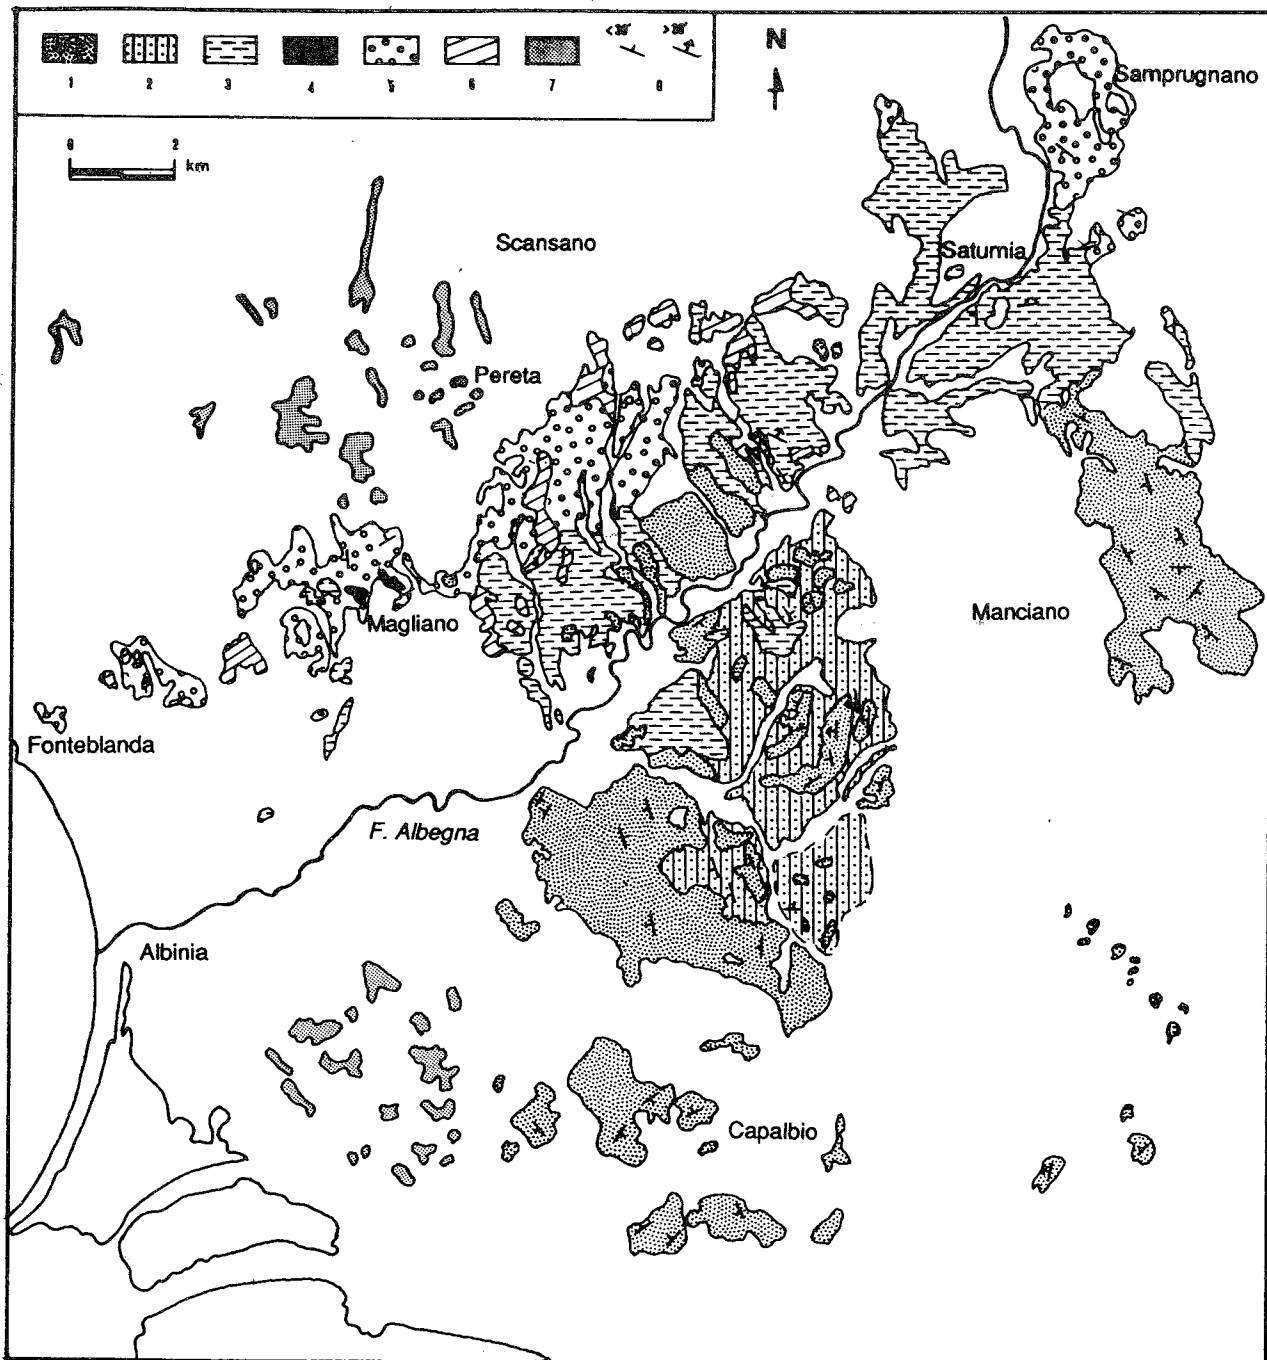 <30° >30°
1 2 3 4 5 6 7 8
N
0 2
km
Samprugnano
Scansano
Saturnia
Pereta
Manciano
Magliano
Fonteblanda
F. Albegna
Albinia
Capalbio